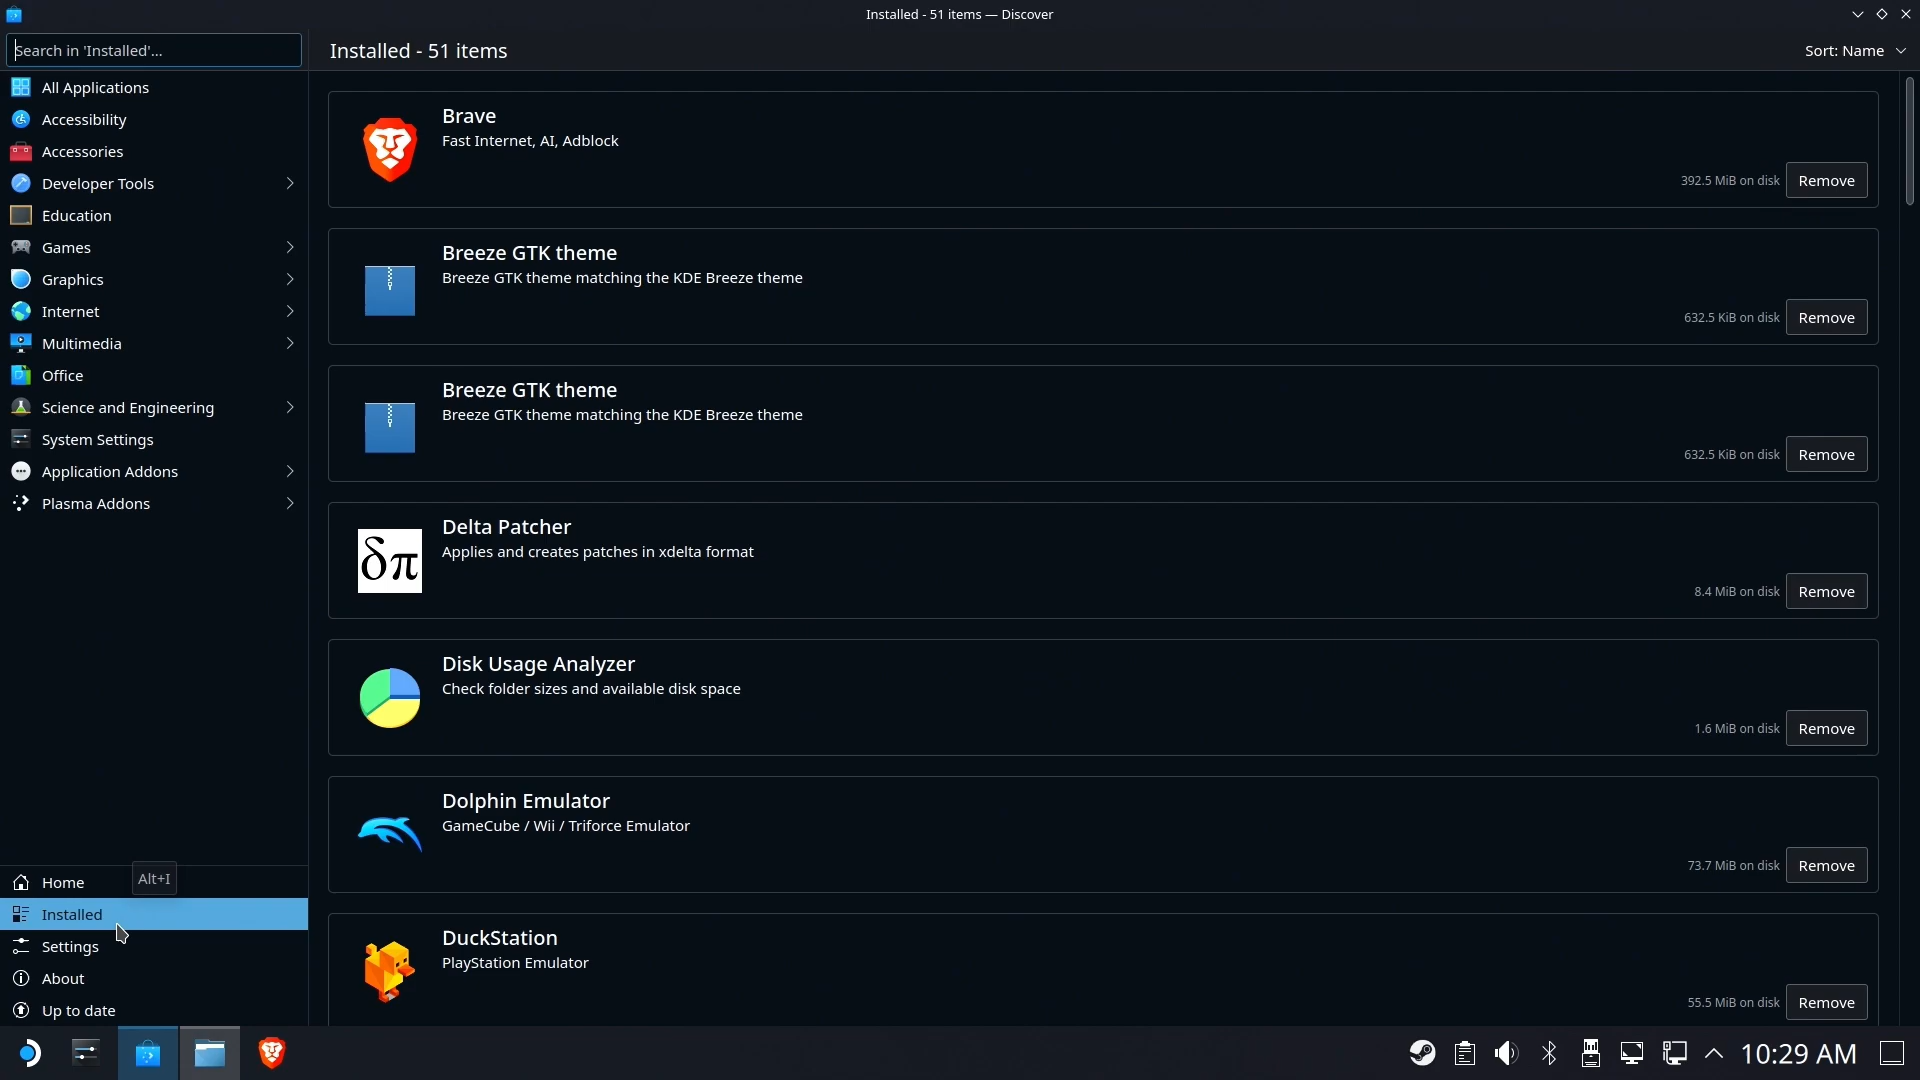 Installed - 51 items — Discover
Search in 'Installed'...
Installed - 51 items
Sort: Name
All Applications
Accessibility
Accessories
Developer Tools
Education
Games
Graphics
Internet
Multimedia
Office
Science and Engineering
System Settings
Application Addons
Plasma Addons
Home
Alt+I
Installed
Settings
About
Up to date
Brave
Fast Internet, AI, Adblock
392.5 MiB on disk
Remove
Breeze GTK theme
Breeze GTK theme matching the KDE Breeze theme
632.5 KiB on disk
Remove
Breeze GTK theme
Breeze GTK theme matching the KDE Breeze theme
632.5 KiB on disk
Remove
δπ
Delta Patcher
Applies and creates patches in xdelta format
8.4 MiB on disk
Remove
Disk Usage Analyzer
Check folder sizes and available disk space
1.6 MiB on disk
Remove
Dolphin Emulator
GameCube / Wii / Triforce Emulator
73.7 MiB on disk
Remove
DuckStation
PlayStation Emulator
55.5 MiB on disk
Remove
10:29 AM